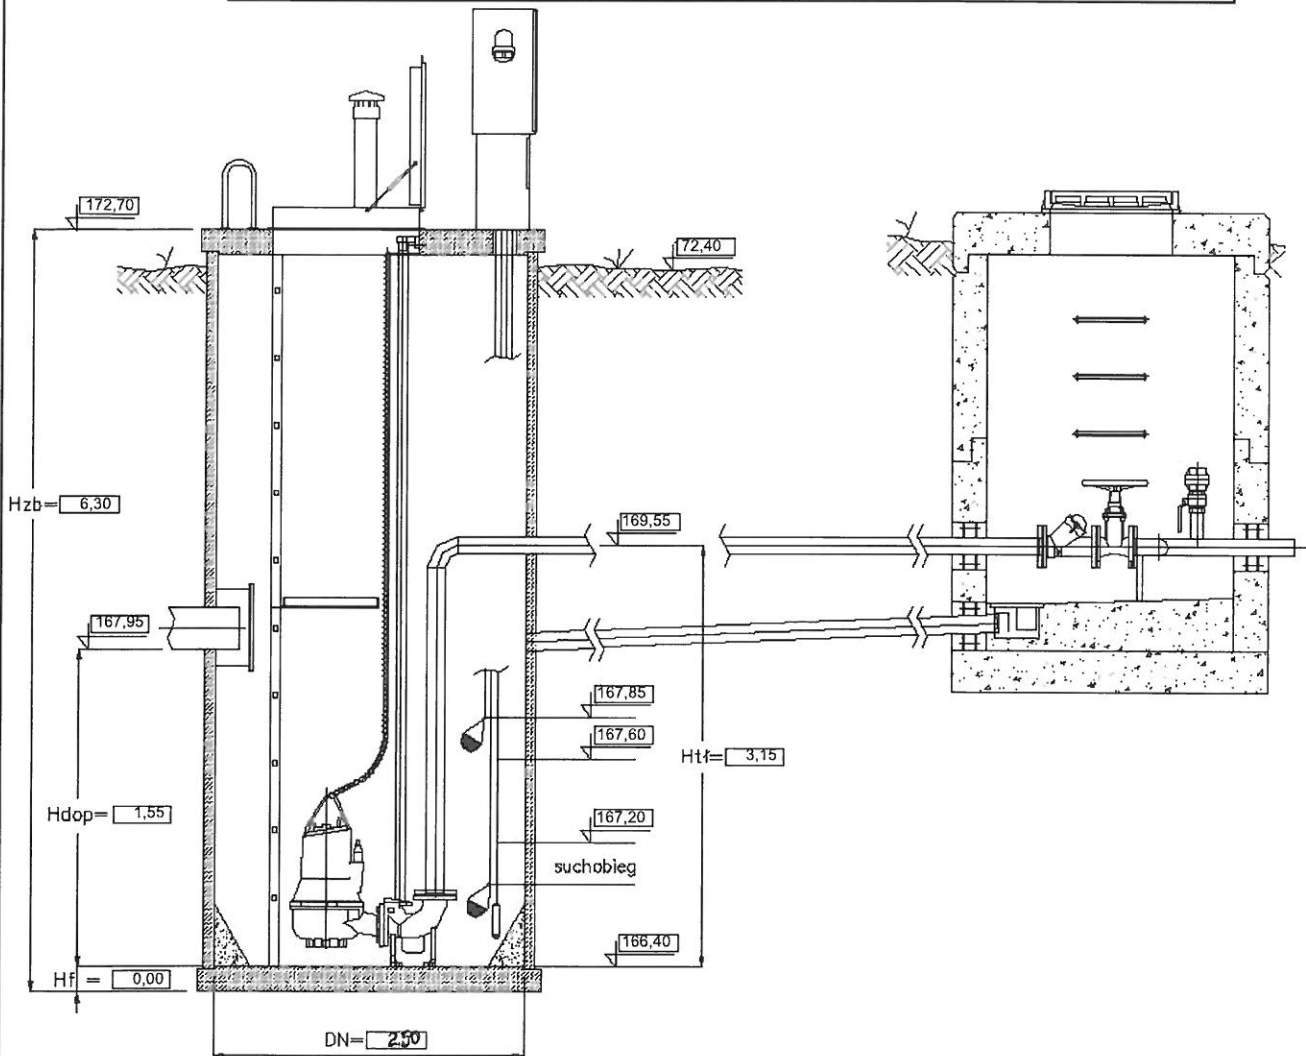 172,70
72,40
Hzb= 6,30
169,55
167,95
167,85
167,60
Htł= 3,15
Hdop= 1,55
167,20
suchobieg
166,40
Hf = 0,00
DN= 2,50